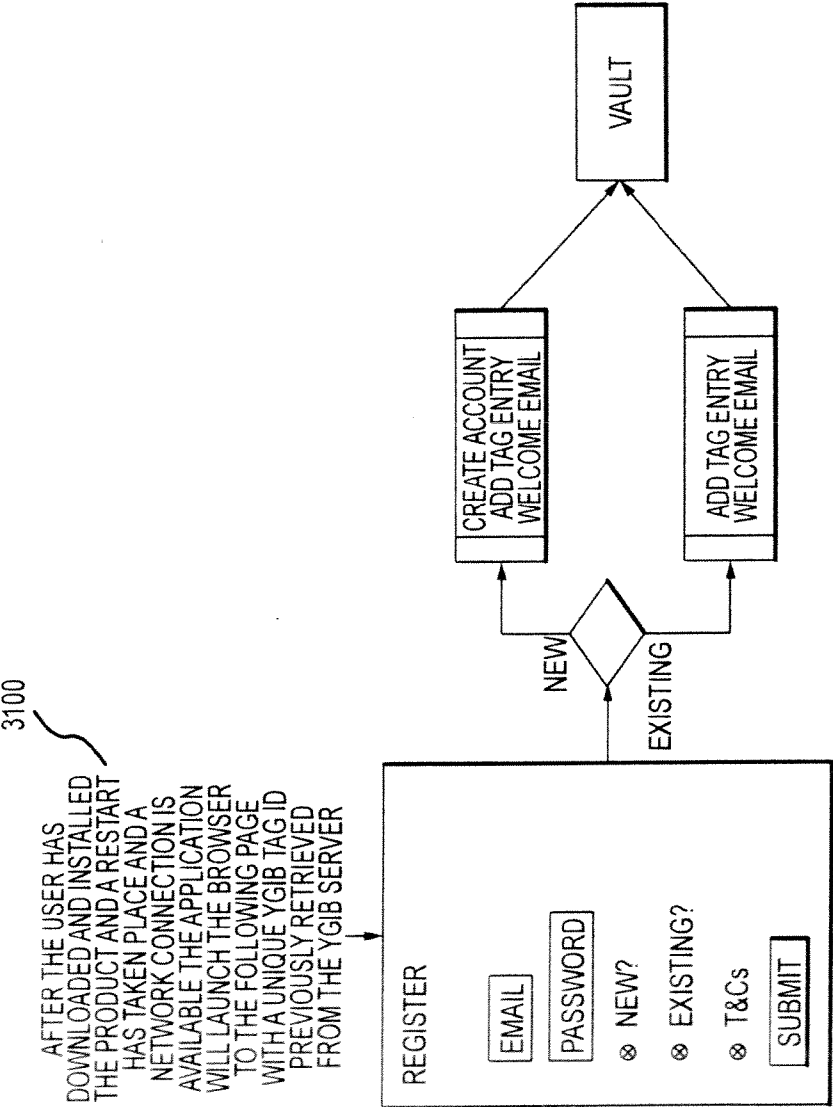 3100
AFTER THE USER HAS
DOWNLOADED AND INSTALLED
THE PRODUCT AND A RESTART
HAS TAKEN PLACE AND A
NETWORK CONNECTION IS
AVAILABLE THE APPLICATION
WILL LAUNCH THE BROWSER
TO THE FOLLOWING PAGE
WITH A UNIQUE YGIB TAG ID
PREVIOUSLY RETRIEVED
FROM THE YGIB SERVER
REGISTER
EMAIL
PASSWORD
NEW?
EXISTING?
T&Cs
SUBMIT
NEW
EXISTING
CREATE ACCOUNT
ADD TAG ENTRY
WELCOME EMAIL
ADD TAG ENTRY
WELCOME EMAIL
VAULT